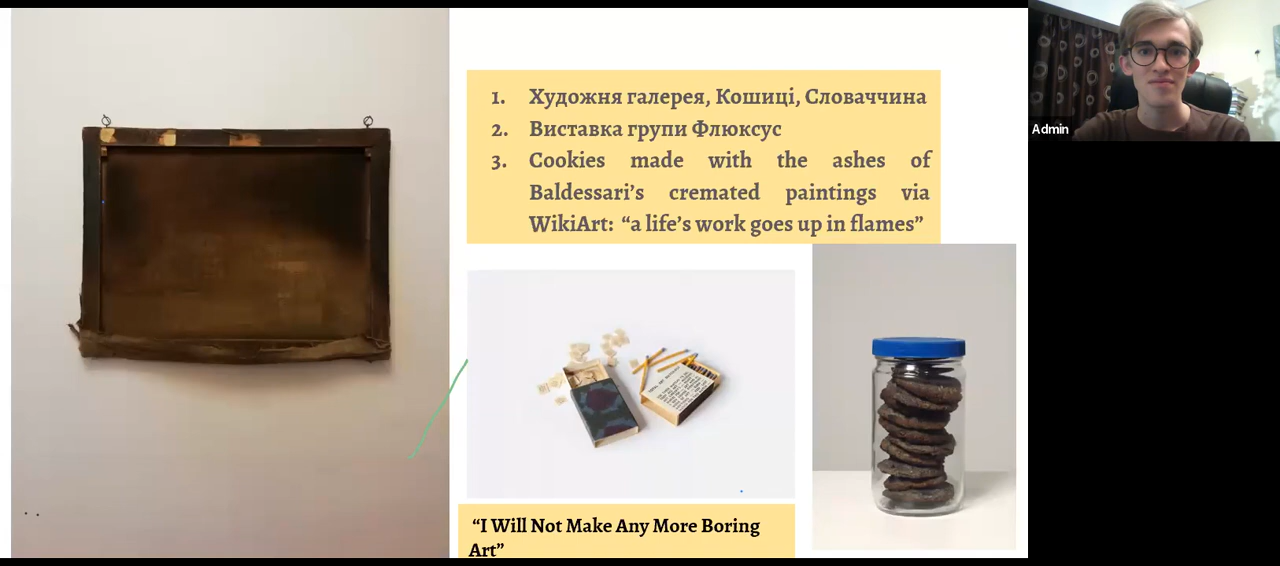 1. Художня галерея, Кошиці, Словаччина
2. Виставка групи Флюксус
3. Cookies made with the ashes of
Baldessari’s cremated paintings via
WikiArt: “a life’s work goes up in flames”
“I Will Not Make Any More Boring
Art”
Admin